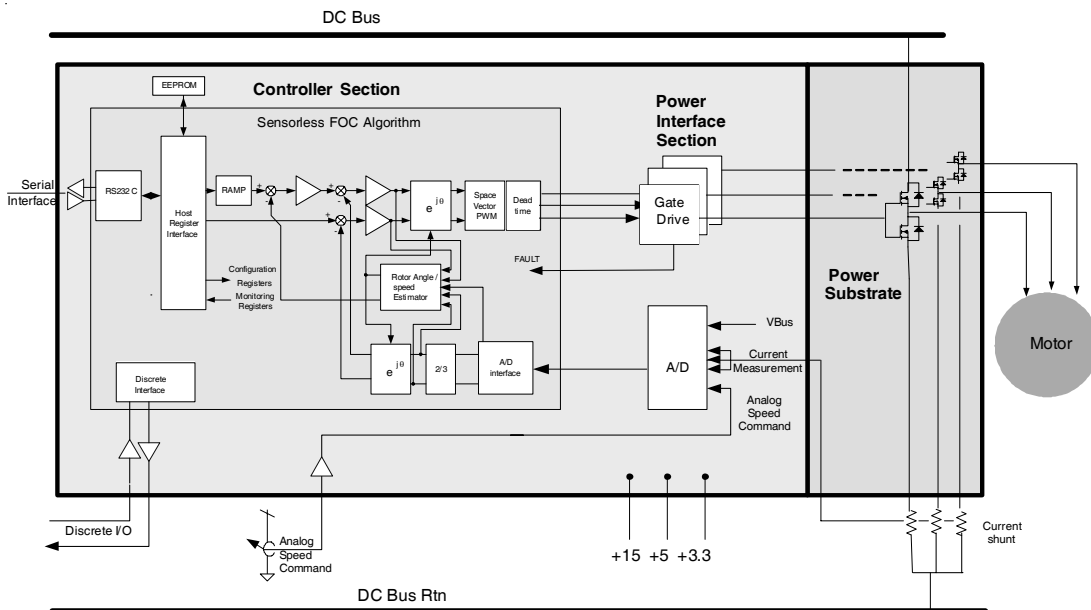 DC Bus
EEPROM
Controller Section
Sensorless FOC Algorithm
Power
Interface
Section
Serial
Interface
RS232 C
Host
Register
Interface
RAMP
+
-
+
-
+
-
e jθ
Space
Vector
PWM
Dead
time
Gate
Drive
FAULT
Configuration
Registers
Monitoring
Registers
Rotor Angle /
speed
Estimator
Power
Substrate
e jθ
2/3
A/D
interface
A/D
VBus
Current
Measurement
Analog
Speed
Command
Motor
Discrete
Interface
Discrete I/O
Analog
Speed
Command
+15
+5
+3.3
Current
shunt
DC Bus Rtn